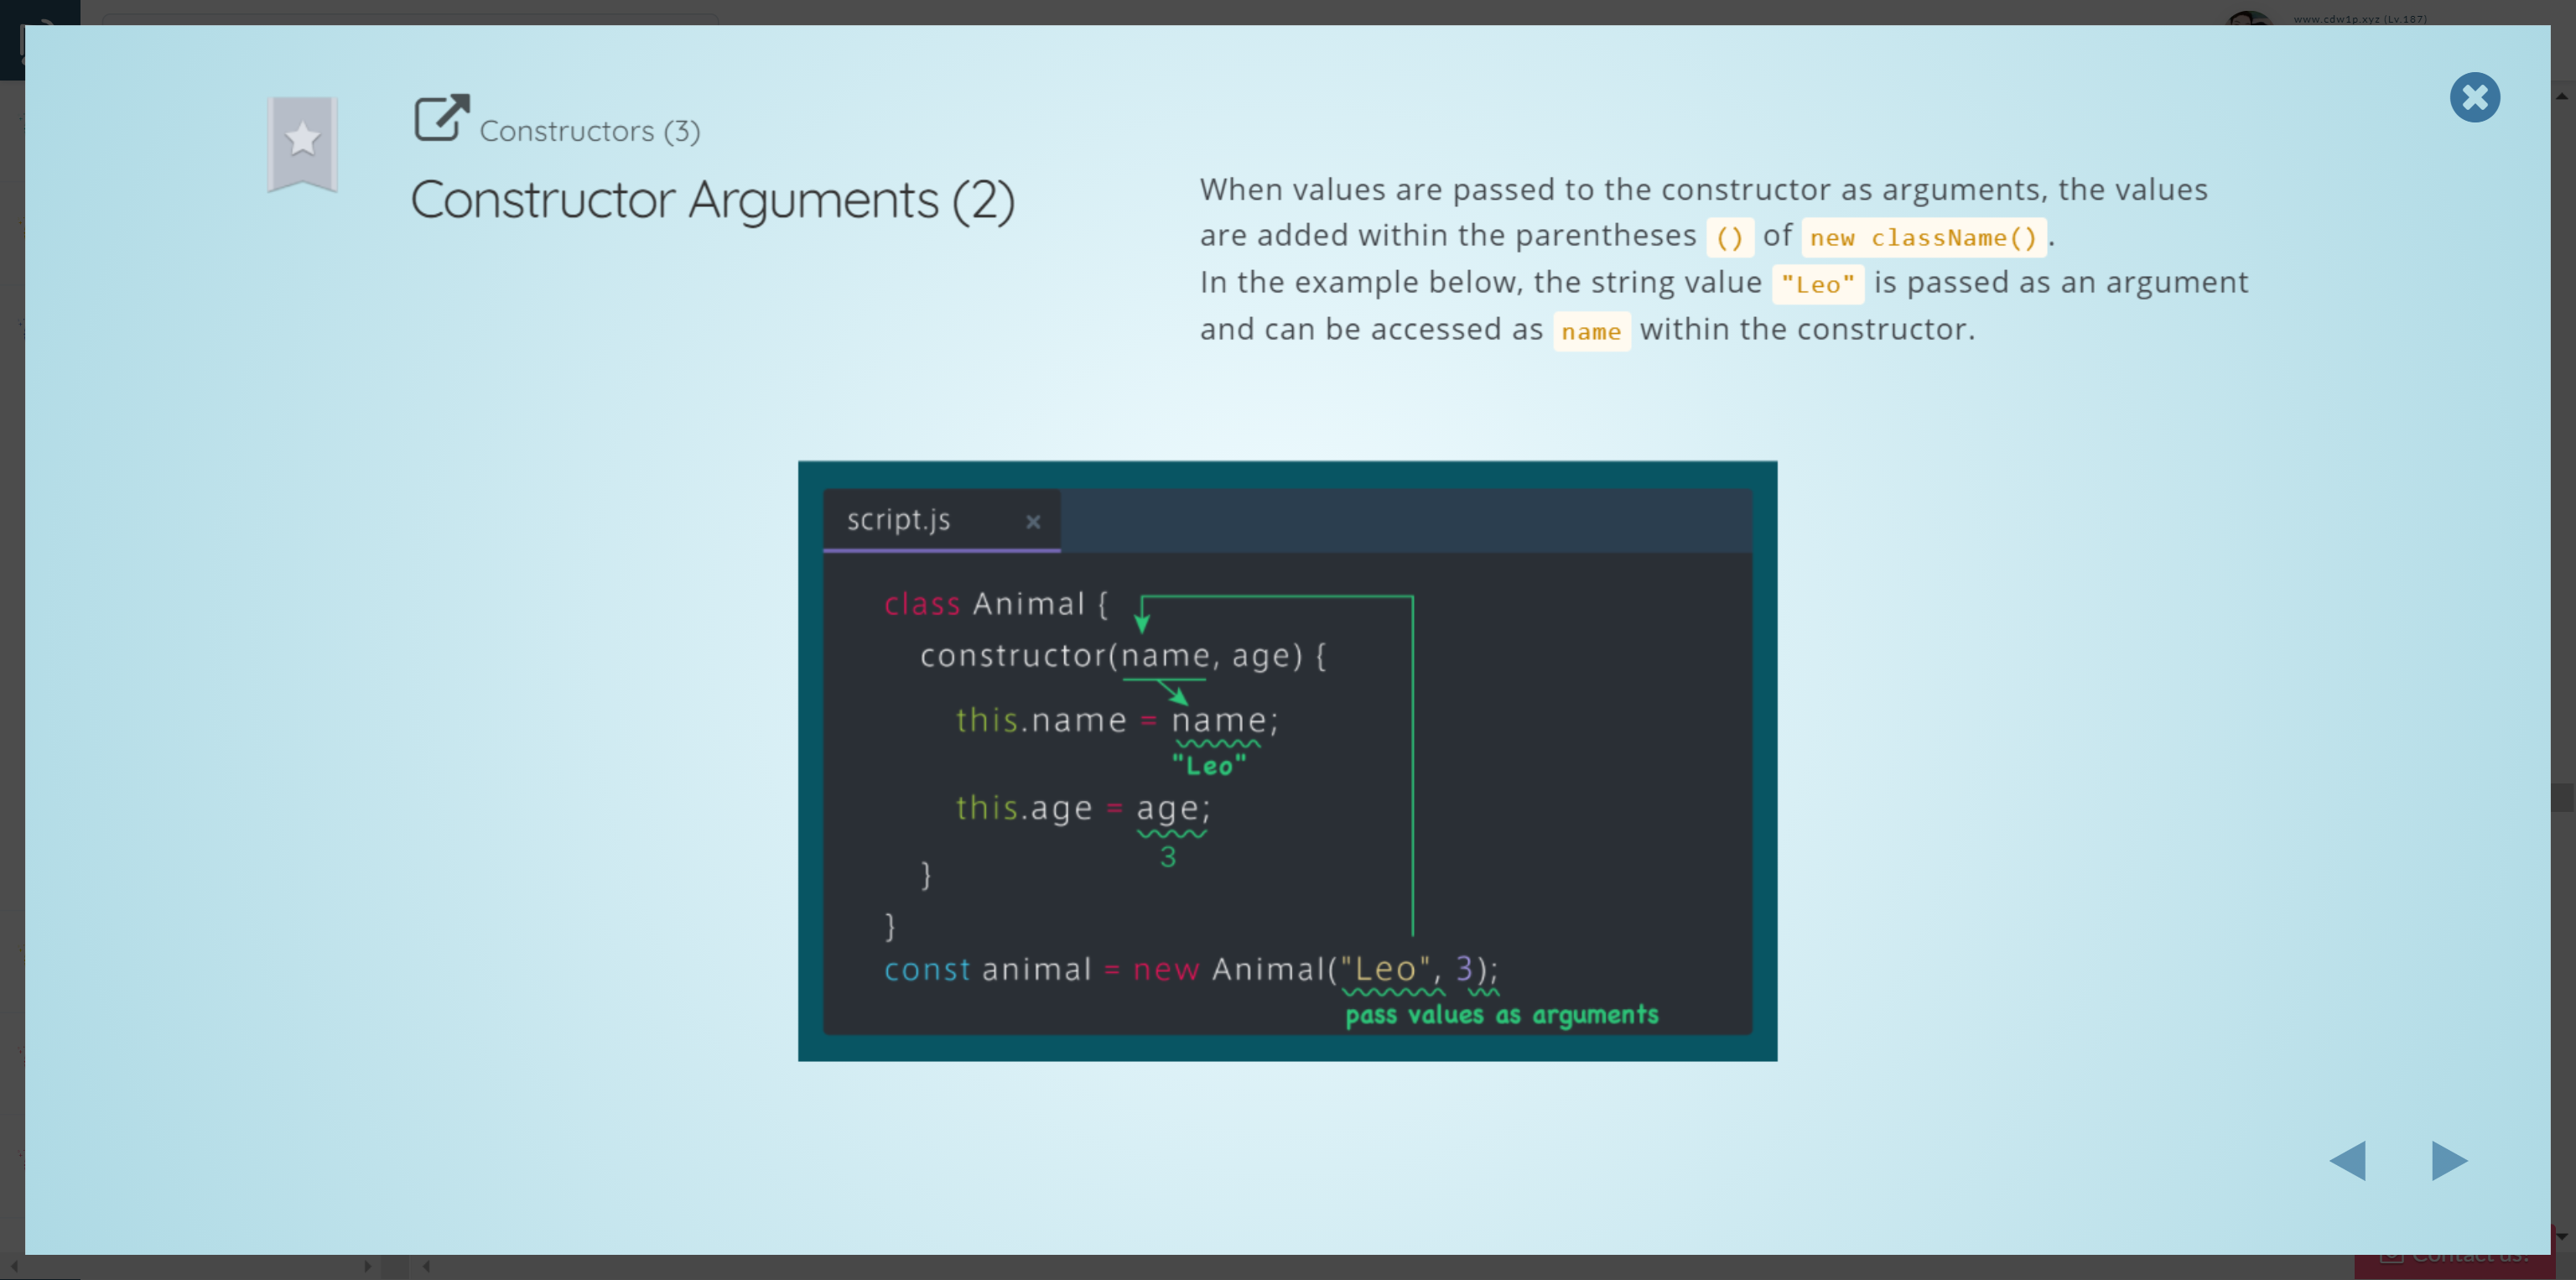 www.cdw1p.xyz (Lv.187)
Constructors (3)
Constructor Arguments (2)
When values are passed to the constructor as arguments, the values
are added within the parentheses () of new className().
In the example below, the string value "Leo" is passed as an argument
and can be accessed as name within the constructor.
script.js
class Animal {
constructor(name, age) {
this.name = name;
"Leo"
this.age = age;
3
}
}
const animal = new Animal("Leo", 3);
pass values as arguments
Contact us!